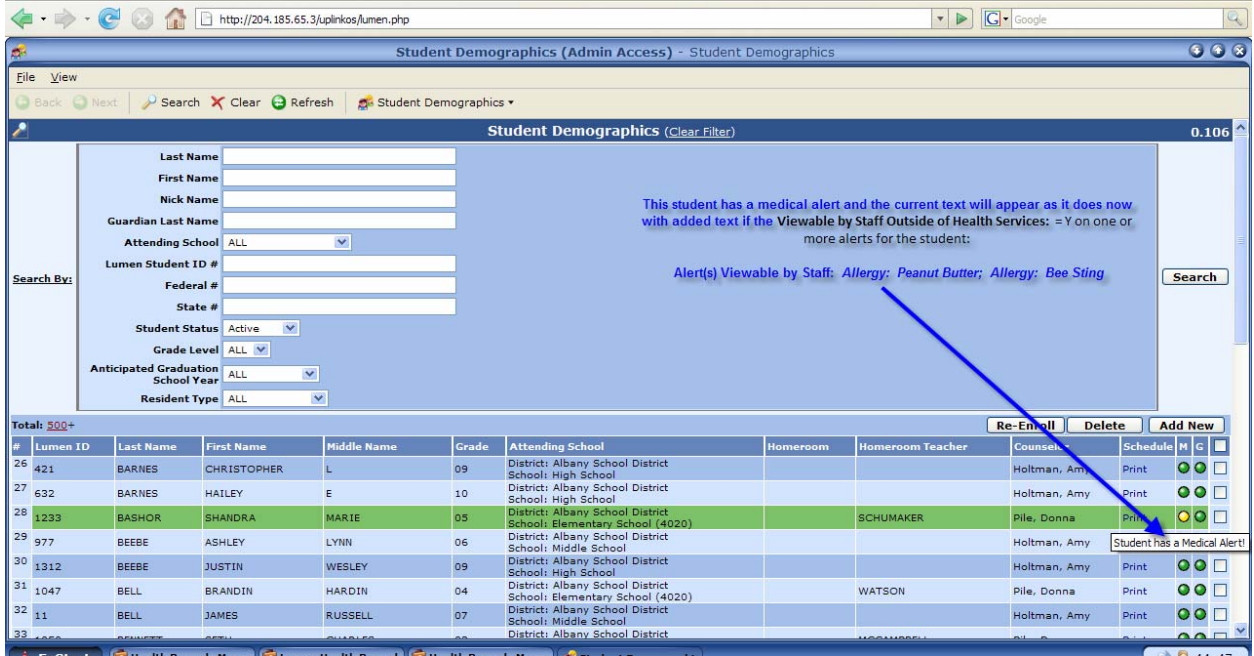 http://204.185.65.3/uplinkos/lumen.php
G Google
Student Demographics (Admin Access) - Student Demographics
File View
Back Next Search Clear Refresh Student Demographics
Student Demographics (Clear Filter) 0.106
Search By:
Last Name
First Name
Nick Name
Guardian Last Name
Attending School ALL
Lumen Student ID #
Federal #
State #
Student Status Active
Grade Level ALL
Anticipated Graduation
School Year ALL
Resident Type ALL
This student has a medical alert and the current text will appear as it does now
with added text if the Viewable by Staff Outside of Health Services: = Y on one or
more alerts for the student:
Alert(s) Viewable by Staff: Allergy: Peanut Butter; Allergy: Bee Sting
Search
Total: 500+ Re-Enroll Delete Add New
# Lumen ID Last Name First Name Middle Name Grade Attending School Homeroom Homeroom Teacher Counselor Schedule M G
26 421 BARNES CHRISTOPHER L 09 District: Albany School District Holtman, Amy Print
School: High School
27 632 BARNES HAILEY E 10 District: Albany School District Holtman, Amy Print
School: High School
28 1233 BASHOR SHANDRA MARIE 05 District: Albany School District SCHUMAKER Pile, Donna Print
School: Elementary School (4020)
29 977 BEEBE ASHLEY LYNN 06 District: Albany School District Holtman, Amy
School: Middle School
Student has a Medical Alert!
30 1312 BEEBE JUSTIN WESLEY 09 District: Albany School District Holtman, Amy Print
School: High School
31 1047 BELL BRANDIN HARDIN 04 District: Albany School District WATSON Pile, Donna Print
School: Elementary School (4020)
32 11 BELL JAMES RUSSELL 07 District: Albany School District Holtman, Amy Print
School: Middle School
33 District: Albany School District